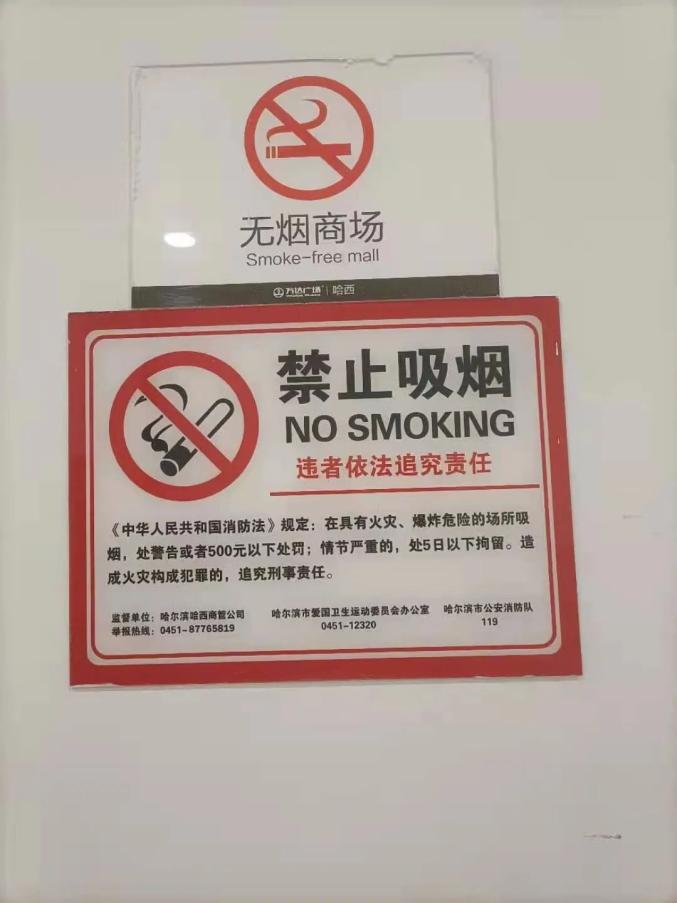 无烟商场
Smoke-free mall
万达广场 | 哈西
禁止吸烟
NO SMOKING
违者依法追究责任
《中华人民共和国消防法》规定：在具有火灾、爆炸危险的场所吸
烟，处警告或者500元以下处罚；情节严重的，处5日以下拘留。造
成火灾构成犯罪的，追究刑事责任。
监督单位：哈尔滨哈西商管公司 哈尔滨市爱国卫生运动委员会办公室 哈尔滨市公安消防队
举报热线：0451-87765819 0451-12320 119